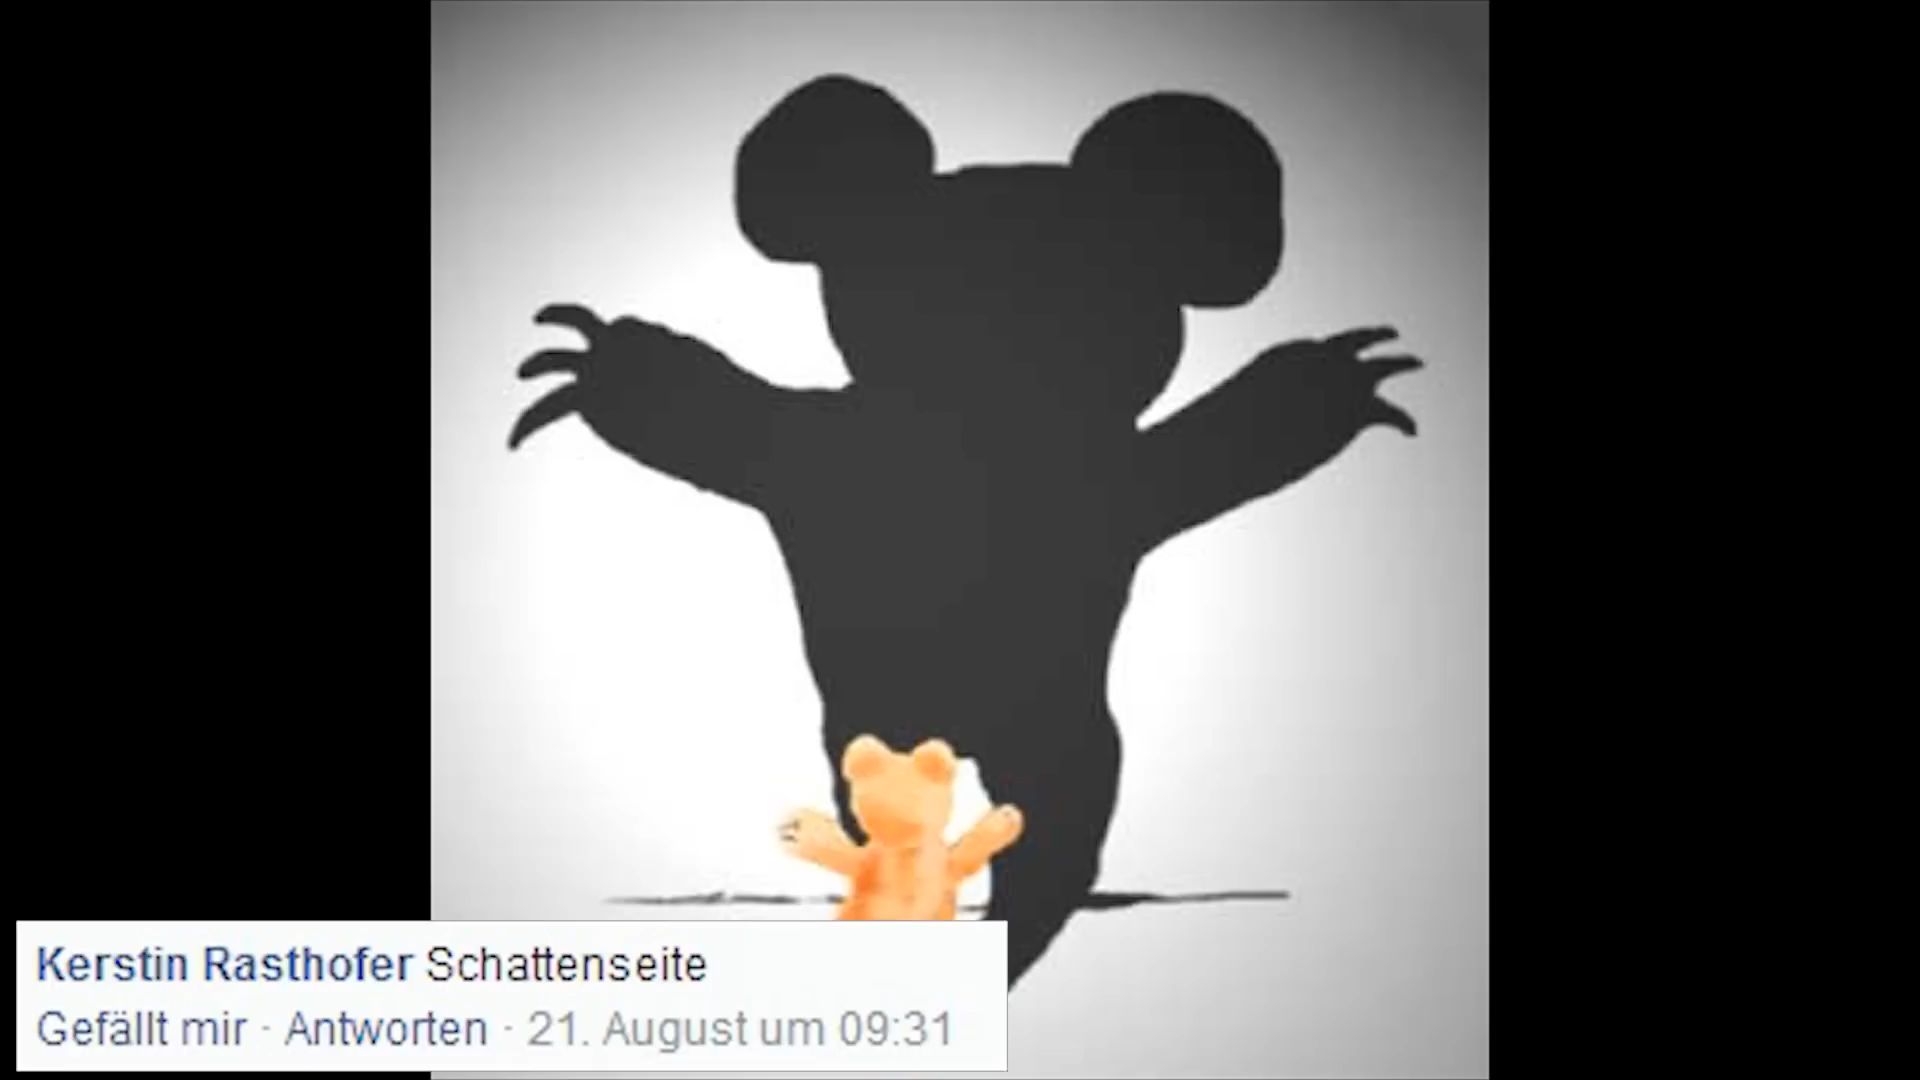 Kerstin Rasthofer Schattenseite
Gefällt mir · Antworten · 21. August um 09:31